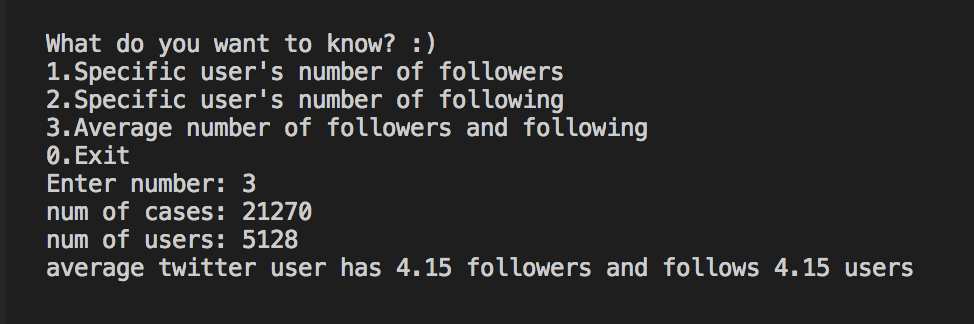 What do you want to know? :)
1.Specific user's number of followers
2.Specific user's number of following
3.Average number of followers and following
0.Exit
Enter number: 3
num of cases: 21270
num of users: 5128
average twitter user has 4.15 followers and follows 4.15 users